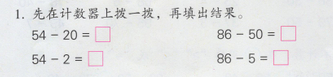 1. 先在计数器上拨一拨，再填出结果。
54 − 20 = □ 86 − 50 = □
54 − 2 = □ 86 − 5 = □